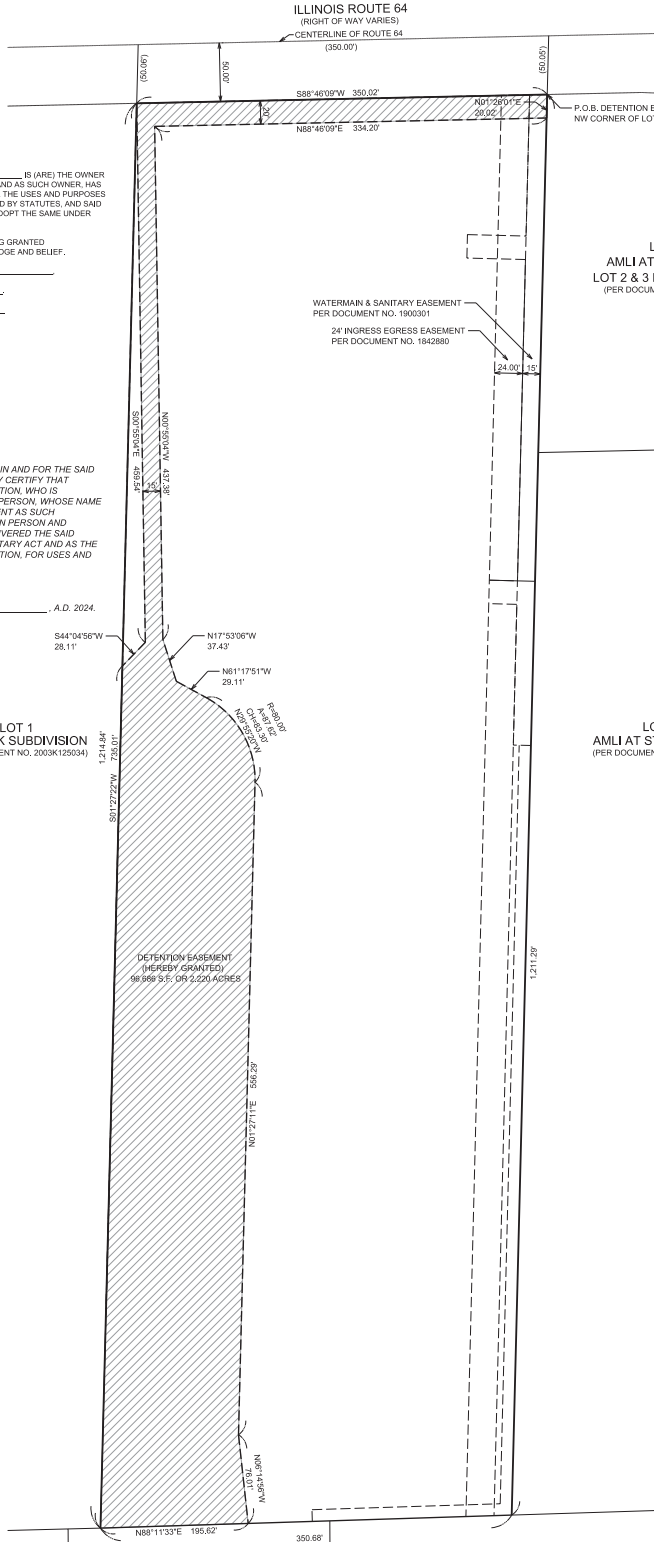 ILLINOIS ROUTE 64
(RIGHT OF WAY VARIES)
CENTERLINE OF ROUTE 64
(350.00')
(50.05')
(50.06')
50.00'
S88°46'09"W 350.02'
N01°26'01"E
20.02'
P.O.B. DETENTION E
NW CORNER OF LOT
20'
N88°46'09"E 334.20'
IS (ARE) THE OWNER
AND AS SUCH OWNER, HAS
THE USES AND PURPOSES
D BY STATUTES, AND SAID
DOPT THE SAME UNDER
G GRANTED
DGE AND BELIEF.
L
AMLI AT
LOT 2 & 3
(PER DOCUM
WATERMAIN & SANITARY EASEMENT
PER DOCUMENT NO. 1900301
24' INGRESS EGRESS EASEMENT
PER DOCUMENT NO. 1842880
24.00'
15'
S00°55'04"E 459.54'
N00°55'04"W 437.38'
15'
IN AND FOR THE SAID
Y CERTIFY THAT
TION, WHO IS
PERSON, WHOSE NAME
ENT AS SUCH
N PERSON AND
VERED THE SAID
TARY ACT AND AS THE
TION, FOR USES AND
, A.D. 2024.
S44°04'56"W
28.11'
N17°53'06"W
37.43'
N61°17'51"W
29.11'
R=80.00'
A=87.62'
CH=83.30'
N29°55'20"W
LOT 1
K SUBDIVISION
ENT NO. 2003K125034)
1,214.84'
S01°27'22"W 735.01'
LO
AMLI AT ST
(PER DOCUMEN
DETENTION EASEMENT
(HEREBY GRANTED)
96,686 S.F. OR 2.220 ACRES
1,211.29'
N01°27'11"E 556.29'
N06°14'56"W
76.01'
N88°11'33"E 195.62'
350.68'